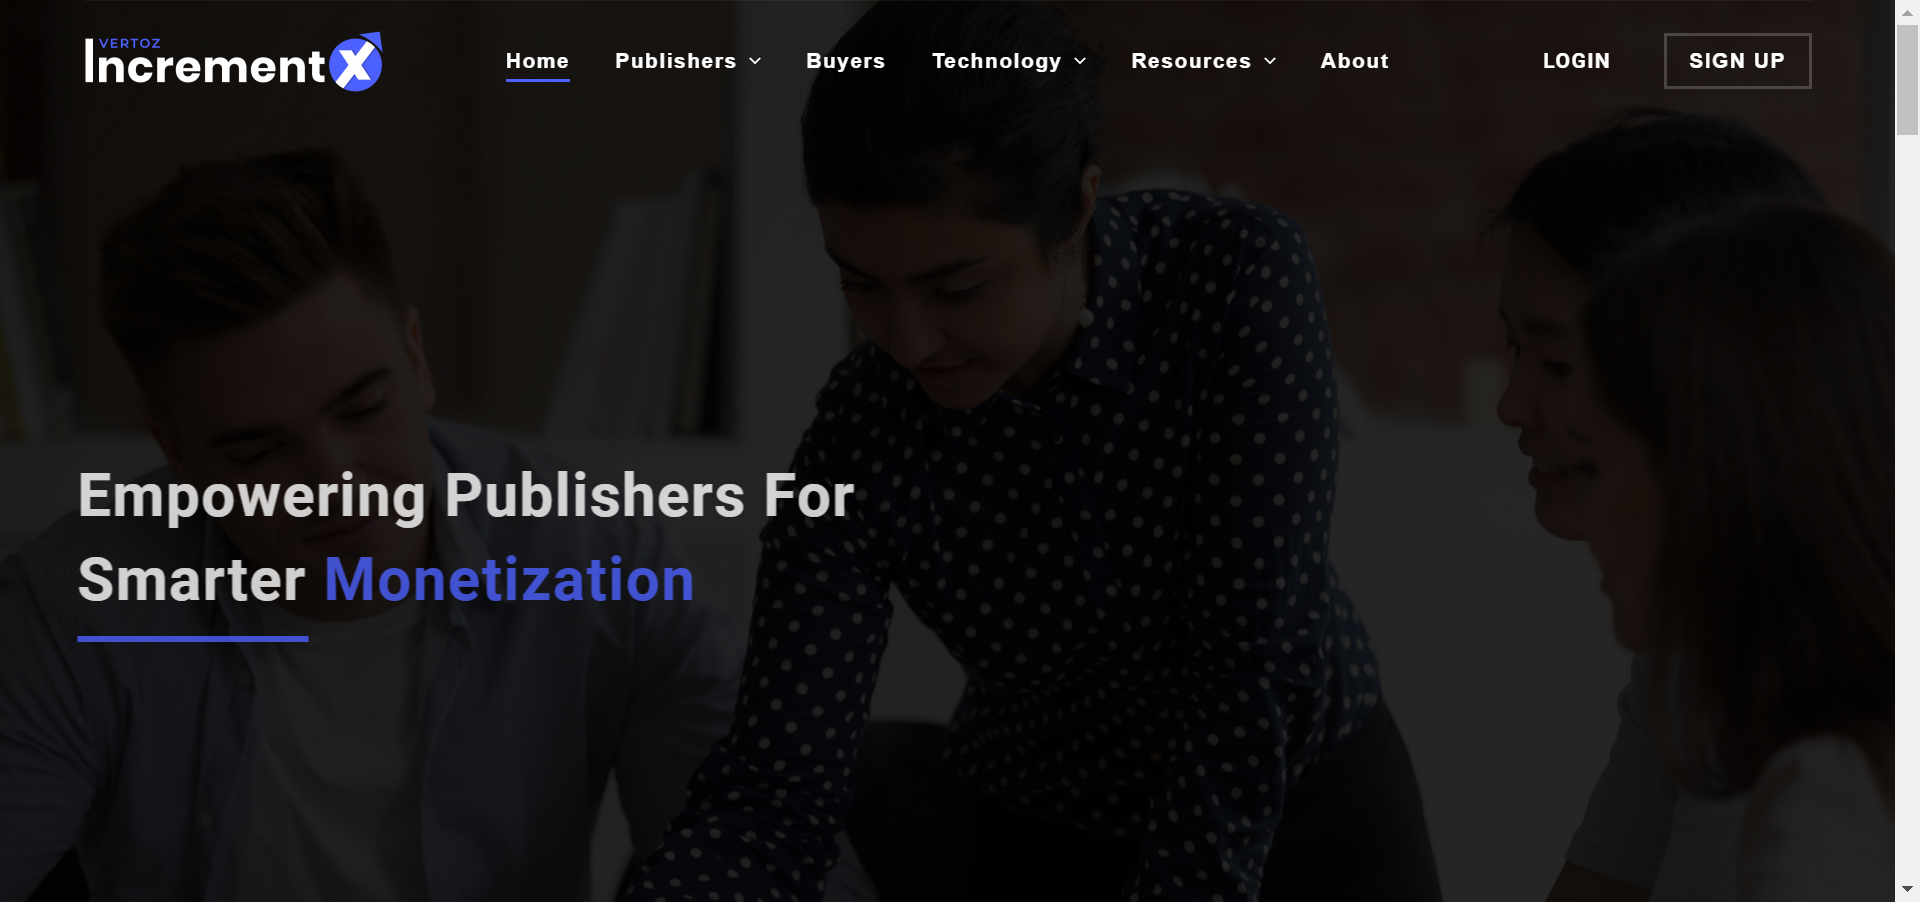 VERTOZ
IncrementX
Home Publishers Buyers Technology Resources About LOGIN SIGN UP
Empowering Publishers For
Smarter Monetization